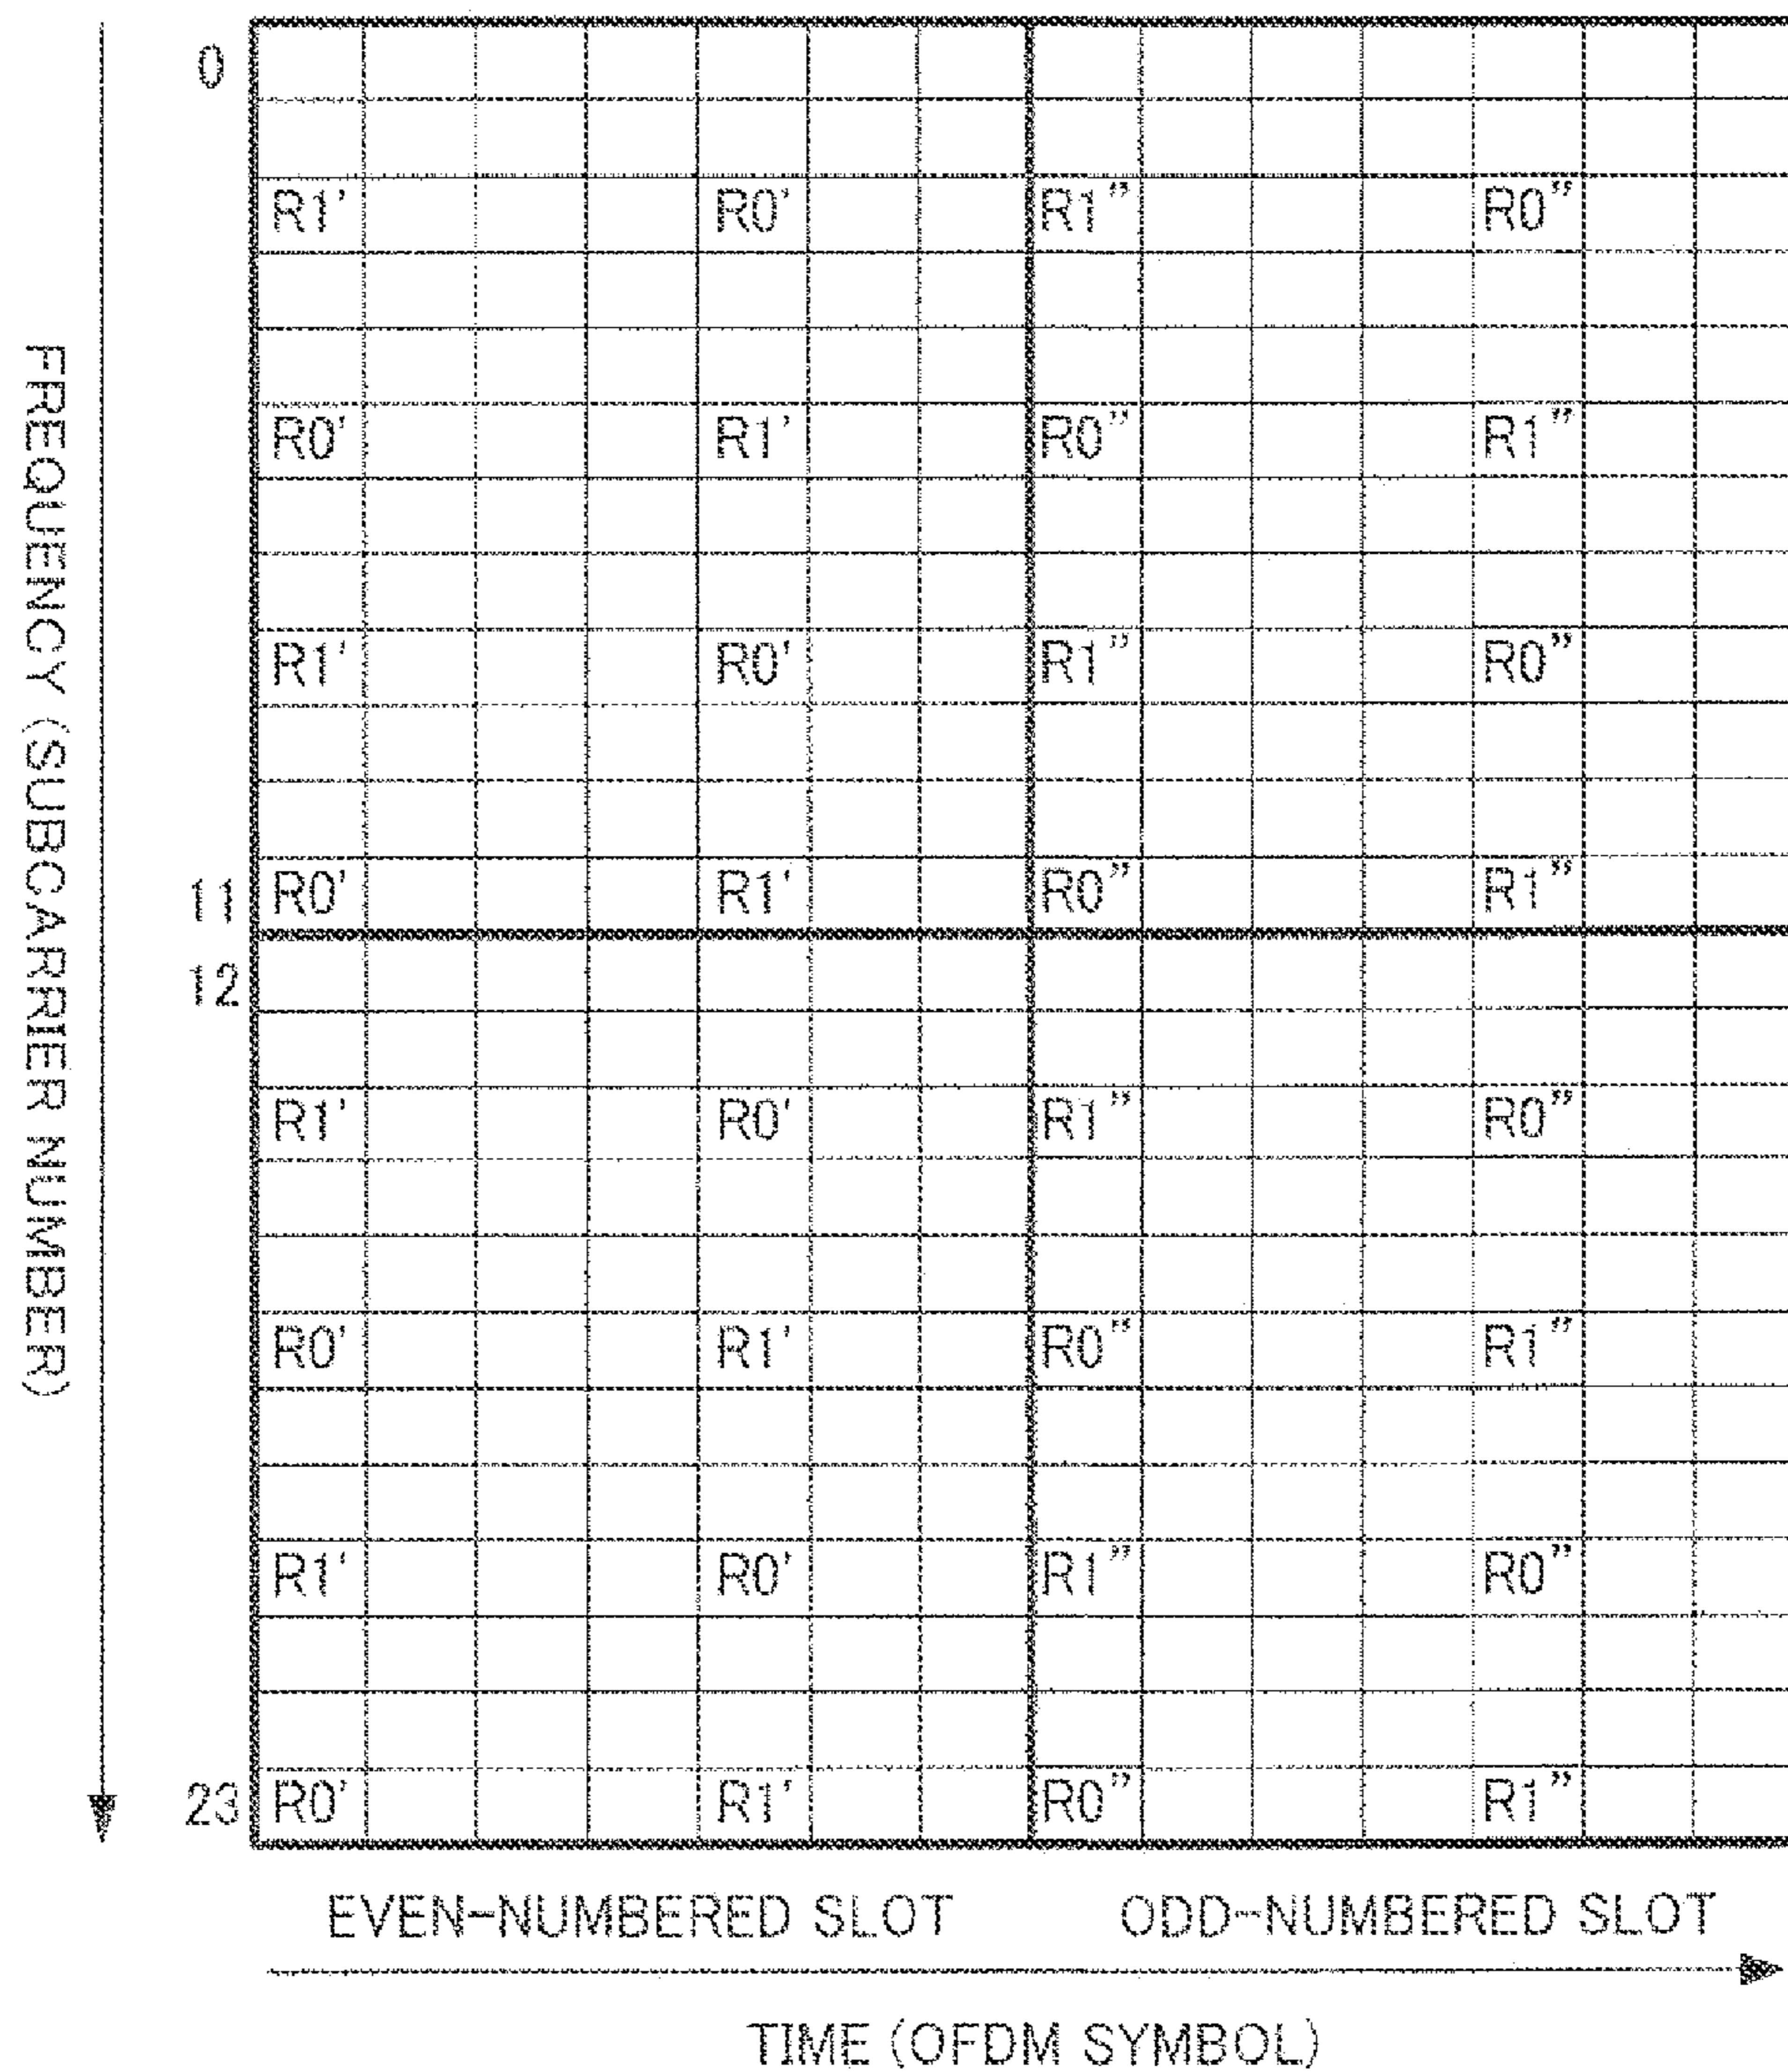 FREQUENCY (SUBCARRIER NUMBER)
0
R1' R0' R1" R0"
R0' R1' R0" R1"
R1' R0' R1" R0"
11 R0' R1' R0" R1"
12
R1' R0' R1" R0"
R0' R1' R0" R1"
R1' R0' R1" R0"
23 R0' R1' R0" R1"
EVEN-NUMBERED SLOT ODD-NUMBERED SLOT
TIME (OFDM SYMBOL)